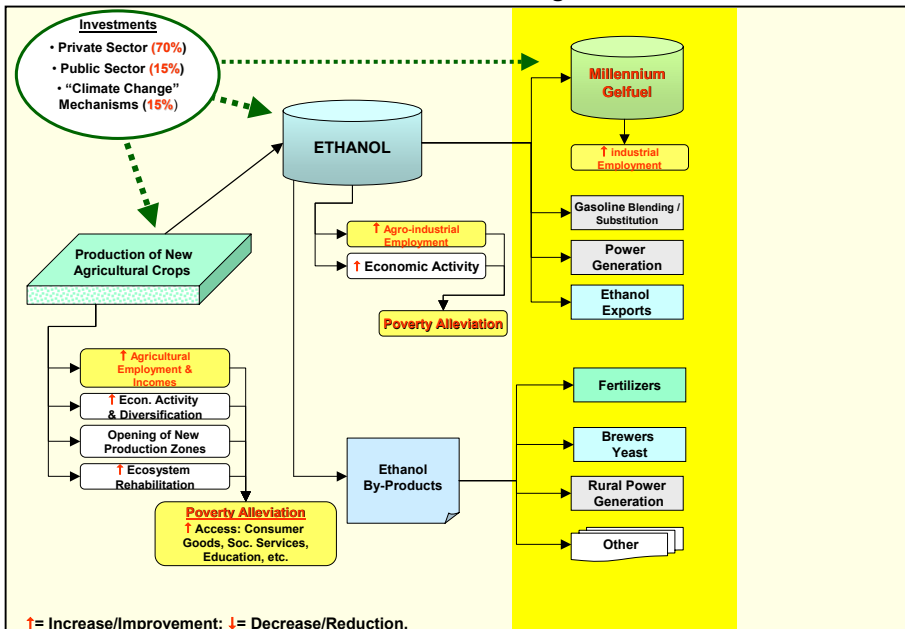 Investments
• Private Sector (70%)
• Public Sector (15%)
• “Climate Change”
Mechanisms (15%)
Millennium
Gelfuel
↑ industrial
Employment
ETHANOL
Gasoline Blending /
Substitution
Power
Generation
Ethanol
Exports
↑ Agro-industrial
Employment
↑ Economic Activity
Poverty Alleviation
Production of New
Agricultural Crops
↑ Agricultural
Employment &
Incomes
↑ Econ. Activity
& Diversification
Opening of New
Production Zones
↑ Ecosystem
Rehabilitation
Poverty Alleviation
↑ Access: Consumer
Goods, Soc. Services,
Education, etc.
Ethanol
By-Products
Fertilizers
Brewers
Yeast
Rural Power
Generation
Other
↑= Increase/Improvement; ↓= Decrease/Reduction.